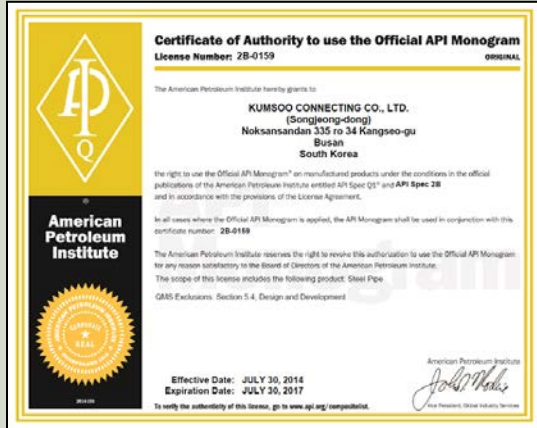 Certificate of Authority to use the Official API Monogram
License Number: 2B-0159
ORIGINAL
The American Petroleum Institute hereby grants to
KUMSOO CONNECTING CO., LTD.
(Songjeong-dong)
Noksansandan 335 ro 34 Kangseo-gu
Busan
South Korea
the right to use the Official API Monogram® on manufactured products under the conditions in the official
publications of the American Petroleum Institute entitled API Spec Q1® and API Spec 2B
and in accordance with the provisions of the License Agreement.
In all cases where the Official API Monogram is applied, the API Monogram shall be used in conjunction with this
certificate number: 2B-0159
The American Petroleum Institute reserves the right to revoke this authorization to use the Official API Monogram
for any reason satisfactory to the Board of Directors of the American Petroleum Institute.
The scope of this license includes the following product: Steel Pipe
QMS Exclusions: Section 5.4, Design and Development
API
Q
®
American
Petroleum
Institute
CORPORATE
SEAL
American Petroleum Institute
Effective Date: JULY 30, 2014
Expiration Date: JULY 30, 2017
To verify the authenticity of this license, go to www.api.org/compositelist.
Vice President, Global Industry Services